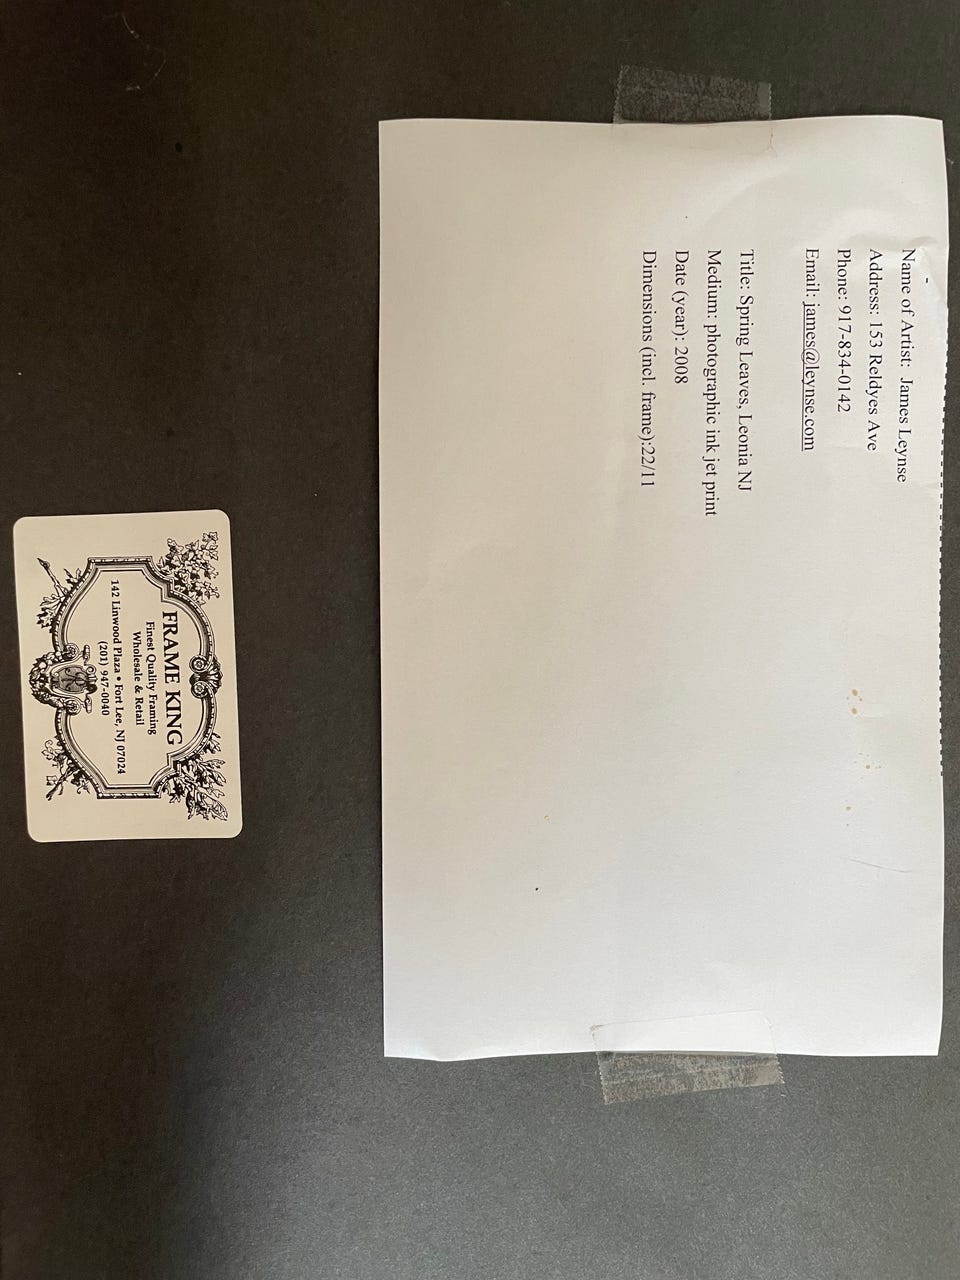 Name of Artist: James Leynse
Address: 153 Reldyes Ave
Phone: 917-834-0142
Email: james@leynse.com
Title: Spring Leaves, Leonia NJ
Medium: photographic ink jet print
Date (year): 2008
Dimensions (incl. frame):22/11
FRAME KING
Finest Quality Framing
Wholesale & Retail
142 Linwood Plaza • Fort Lee, NJ 07024
(201) 947-0040